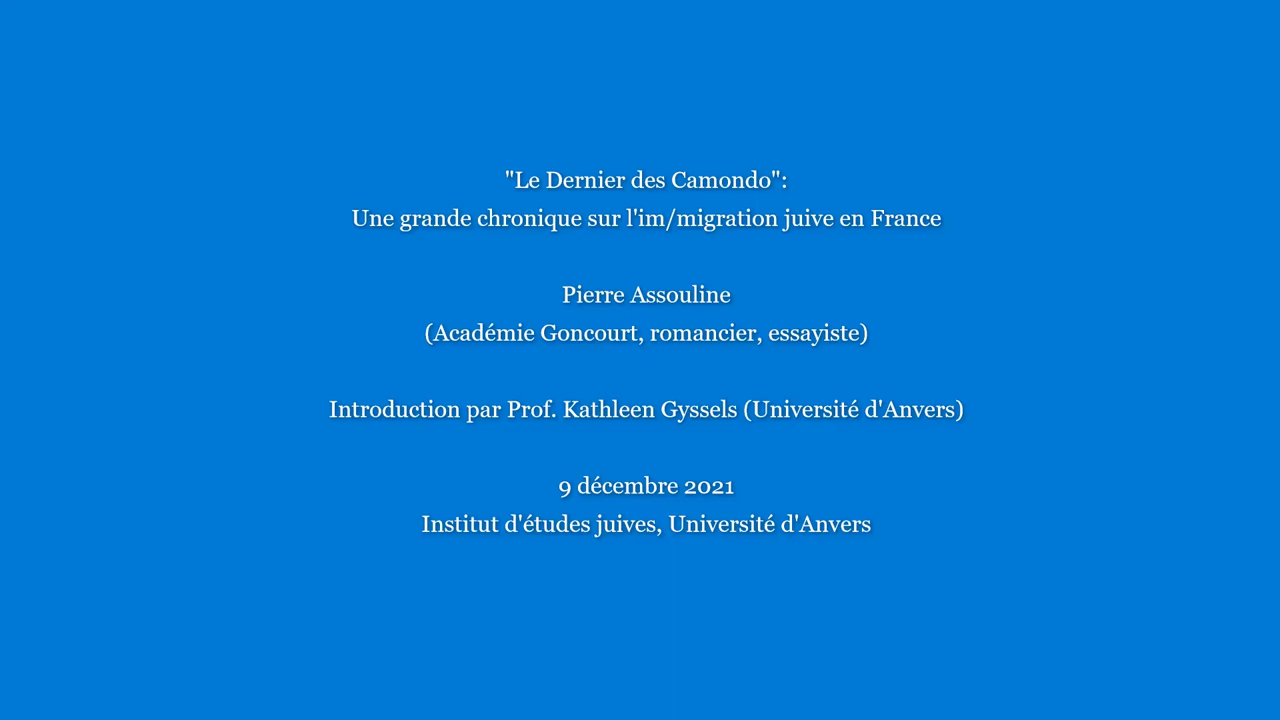 "Le Dernier des Camondo":
Une grande chronique sur l'im/migration juive en France
Pierre Assouline
(Académie Goncourt, romancier, essayiste)
Introduction par Prof. Kathleen Gyssels (Université d'Anvers)
9 décembre 2021
Institut d'études juives, Université d'Anvers